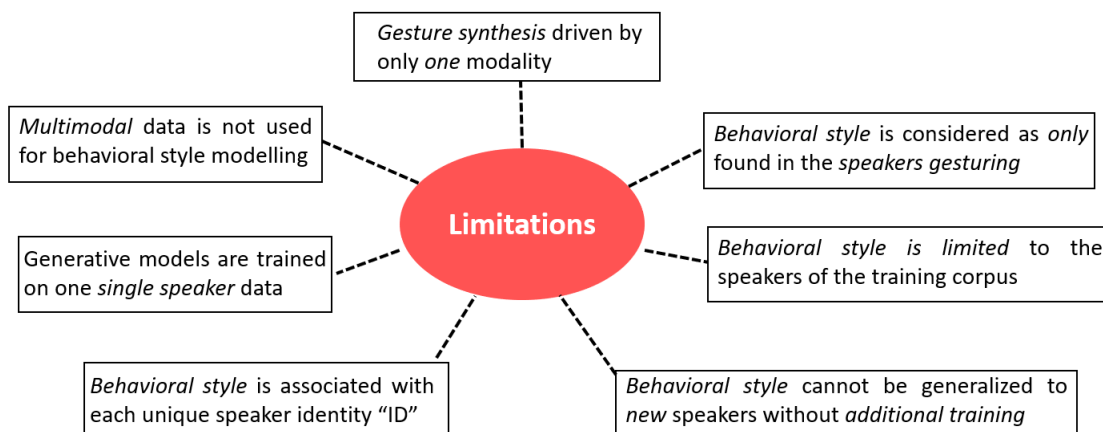 Gesture synthesis driven by
only one modality
Multimodal data is not used
for behavioral style modelling
Behavioral style is considered as only
found in the speakers gesturing
Limitations
Generative models are trained
on one single speaker data
Behavioral style is limited to the
speakers of the training corpus
Behavioral style is associated with
each unique speaker identity “ID”
Behavioral style cannot be generalized to
new speakers without additional training